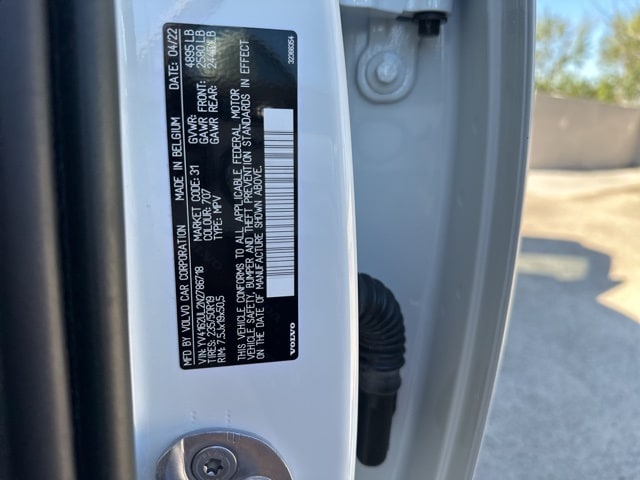 MFD BY VOLVO CAR CORPORATION MADE IN BELGIUM DATE: 04/22
VIN: MARKET CODE: 31 GVWR: 4895 LB
TIRES: 235/50R19 COLOUR: 707 GAWR FRONT: 2580 LB
RIM: 7.5Jx19x50,5 TYPE: MPV GAWR REAR: LB
THIS VEHICLE CONFORMS TO ALL APPLICABLE FEDERAL MOTOR
VEHICLE SAFETY, BUMPER AND THEFT PREVENTION STANDARDS IN EFFECT
ON THE DATE OF MANUFACTURE SHOWN ABOVE.
VOLVO